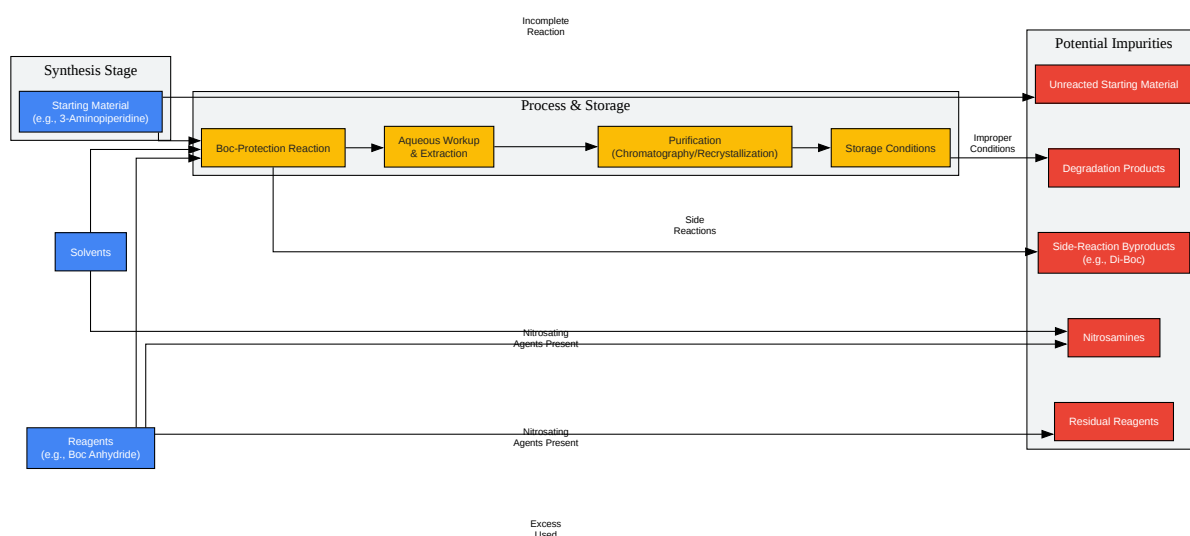 Incomplete
Reaction
Potential Impurities
Synthesis Stage
Unreacted Starting Material
Starting Material
(e.g., 3-Aminopiperidine)
Process & Storage
Boc-Protection Reaction
Aqueous Workup
& Extraction
Purification
(Chromatography/Recrystallization)
Storage Conditions
Improper
Conditions
Degradation Products
Side
Reactions
Solvents
Side-Reaction Byproducts
(e.g., Di-Boc)
Nitrosating
Agents Present
Nitrosamines
Residual Reagents
Reagents
(e.g., Boc Anhydride)
Nitrosating
Agents Present
Excess
Used